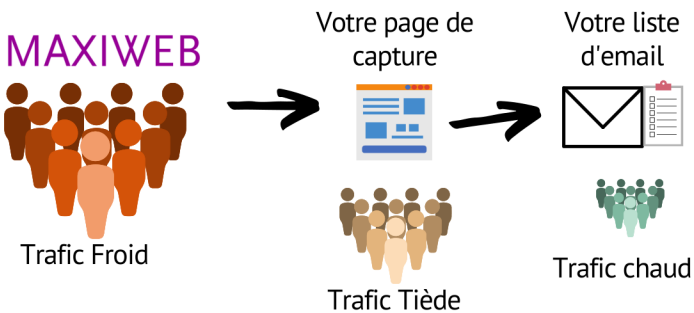 MAXIWEB
Trafic Froid
Votre page de
capture
Trafic Tiède
Votre liste
d'email
Trafic chaud